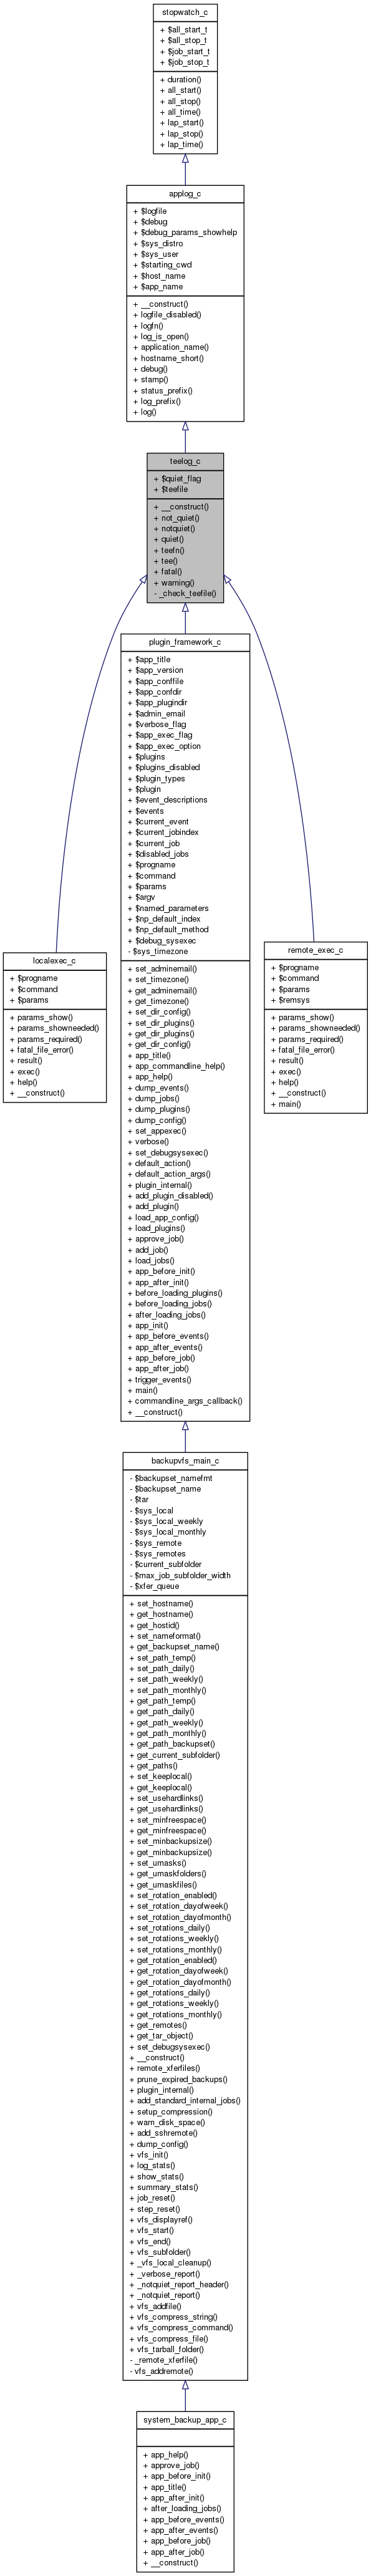 stopwatch_c
+ $all_start_t
+ $all_stop_t
+ $job_start_t
+ $job_stop_t
+ duration()
+ all_start()
+ all_stop()
+ all_time()
+ lap_start()
+ lap_stop()
+ lap_time()
applog_c
+ $logfile
+ $debug
+ $debug_params_showhelp
+ $sys_distro
+ $sys_user
+ $starting_cwd
+ $host_name
+ $app_name
+ __construct()
+ logfile_disabled()
+ logfn()
+ log_is_open()
+ application_name()
+ hostname_short()
+ debug()
+ stamp()
+ status_prefix()
+ log_prefix()
+ log()
teelog_c
+ $quiet_flag
+ $teefile
+ __construct()
+ not_quiet()
+ notquiet()
+ quiet()
+ teefn()
+ tee()
+ fatal()
+ warning()
- _check_teefile()
plugin_framework_c
+ $app_title
+ $app_version
+ $app_conffile
+ $app_confdir
+ $app_plugindir
+ $admin_email
+ $verbose_flag
+ $app_exec_flag
+ $app_exec_option
+ $plugins
+ $plugins_disabled
+ $plugin_types
+ $plugin
+ $event_descriptions
+ $events
+ $current_event
+ $current_jobindex
+ $current_job
+ $disabled_jobs
+ $progname
+ $command
+ $params
+ $argv
+ $named_parameters
+ $np_default_index
+ $np_default_method
+ $debug_sysexec
- $sys_timezone
+ set_adminemail()
+ set_timezone()
+ get_adminemail()
+ get_timezone()
+ set_dir_config()
+ set_dir_plugins()
+ get_dir_plugins()
+ get_dir_config()
+ app_title()
+ app_commandline_help()
+ app_help()
+ dump_events()
+ dump_jobs()
+ dump_plugins()
+ dump_config()
+ set_appexec()
+ verbose()
+ set_debugsysexec()
+ default_action()
+ default_action_args()
+ plugin_internal()
+ add_plugin_disabled()
+ add_plugin()
+ load_app_config()
+ load_plugins()
+ approve_job()
+ add_job()
+ load_jobs()
+ app_before_init()
+ app_after_init()
+ before_loading_plugins()
+ before_loading_jobs()
+ after_loading_jobs()
+ app_init()
+ app_before_events()
+ app_after_events()
+ app_before_job()
+ app_after_job()
+ trigger_events()
+ main()
+ commandline_args_callback()
+ __construct()
localexec_c
+ $progname
+ $command
+ $params
+ params_show()
+ params_showneeded()
+ params_required()
+ fatal_file_error()
+ result()
+ exec()
+ help()
+ __construct()
remote_exec_c
+ $progname
+ $command
+ $params
+ $remsys
+ params_show()
+ params_showneeded()
+ params_required()
+ fatal_file_error()
+ result()
+ exec()
+ help()
+ __construct()
+ main()
backupvfs_main_c
- $backupset_namefmt
- $backupset_name
- $tar
- $sys_local
- $sys_local_weekly
- $sys_local_monthly
- $sys_remote
- $sys_remotes
- $current_subfolder
- $max_job_subfolder_width
- $xfer_queue
+ set_hostname()
+ get_hostname()
+ get_hostid()
+ set_nameformat()
+ get_backupset_name()
+ set_path_temp()
+ set_path_daily()
+ set_path_weekly()
+ set_path_monthly()
+ get_path_temp()
+ get_path_daily()
+ get_path_weekly()
+ get_path_monthly()
+ get_path_backupset()
+ get_current_subfolder()
+ get_paths()
+ set_keeplocal()
+ get_keeplocal()
+ set_usehardlinks()
+ get_usehardlinks()
+ set_minfreespace()
+ get_minfreespace()
+ set_minbackupsize()
+ get_minbackupsize()
+ set_umasks()
+ get_umaskfolders()
+ get_umaskfiles()
+ set_rotation_enabled()
+ set_rotation_dayofweek()
+ set_rotation_dayofmonth()
+ set_rotations_daily()
+ set_rotations_weekly()
+ set_rotations_monthly()
+ get_rotation_enabled()
+ get_rotation_dayofweek()
+ get_rotation_dayofmonth()
+ get_rotations_daily()
+ get_rotations_weekly()
+ get_rotations_monthly()
+ get_remotes()
+ get_tar_object()
+ set_debugsysexec()
+ __construct()
+ remote_xferfiles()
+ prune_expired_backups()
+ plugin_internal()
+ add_standard_internal_jobs()
+ setup_compression()
+ warn_disk_space()
+ add_sshremote()
+ dump_config()
+ vfs_init()
+ log_stats()
+ show_stats()
+ summary_stats()
+ job_reset()
+ step_reset()
+ vfs_displayref()
+ vfs_start()
+ vfs_end()
+ vfs_subfolder()
+ _vfs_local_cleanup()
+ _verbose_report()
+ _notquiet_report_header()
+ _notquiet_report()
+ vfs_addfile()
+ vfs_compress_string()
+ vfs_compress_command()
+ vfs_compress_file()
+ vfs_tarball_folder()
- _remote_xferfile()
- vfs_addremote()
system_backup_app_c
+ app_help()
+ approve_job()
+ app_before_init()
+ app_title()
+ app_after_init()
+ after_loading_jobs()
+ app_before_events()
+ app_after_events()
+ app_before_job()
+ app_after_job()
+ __construct()